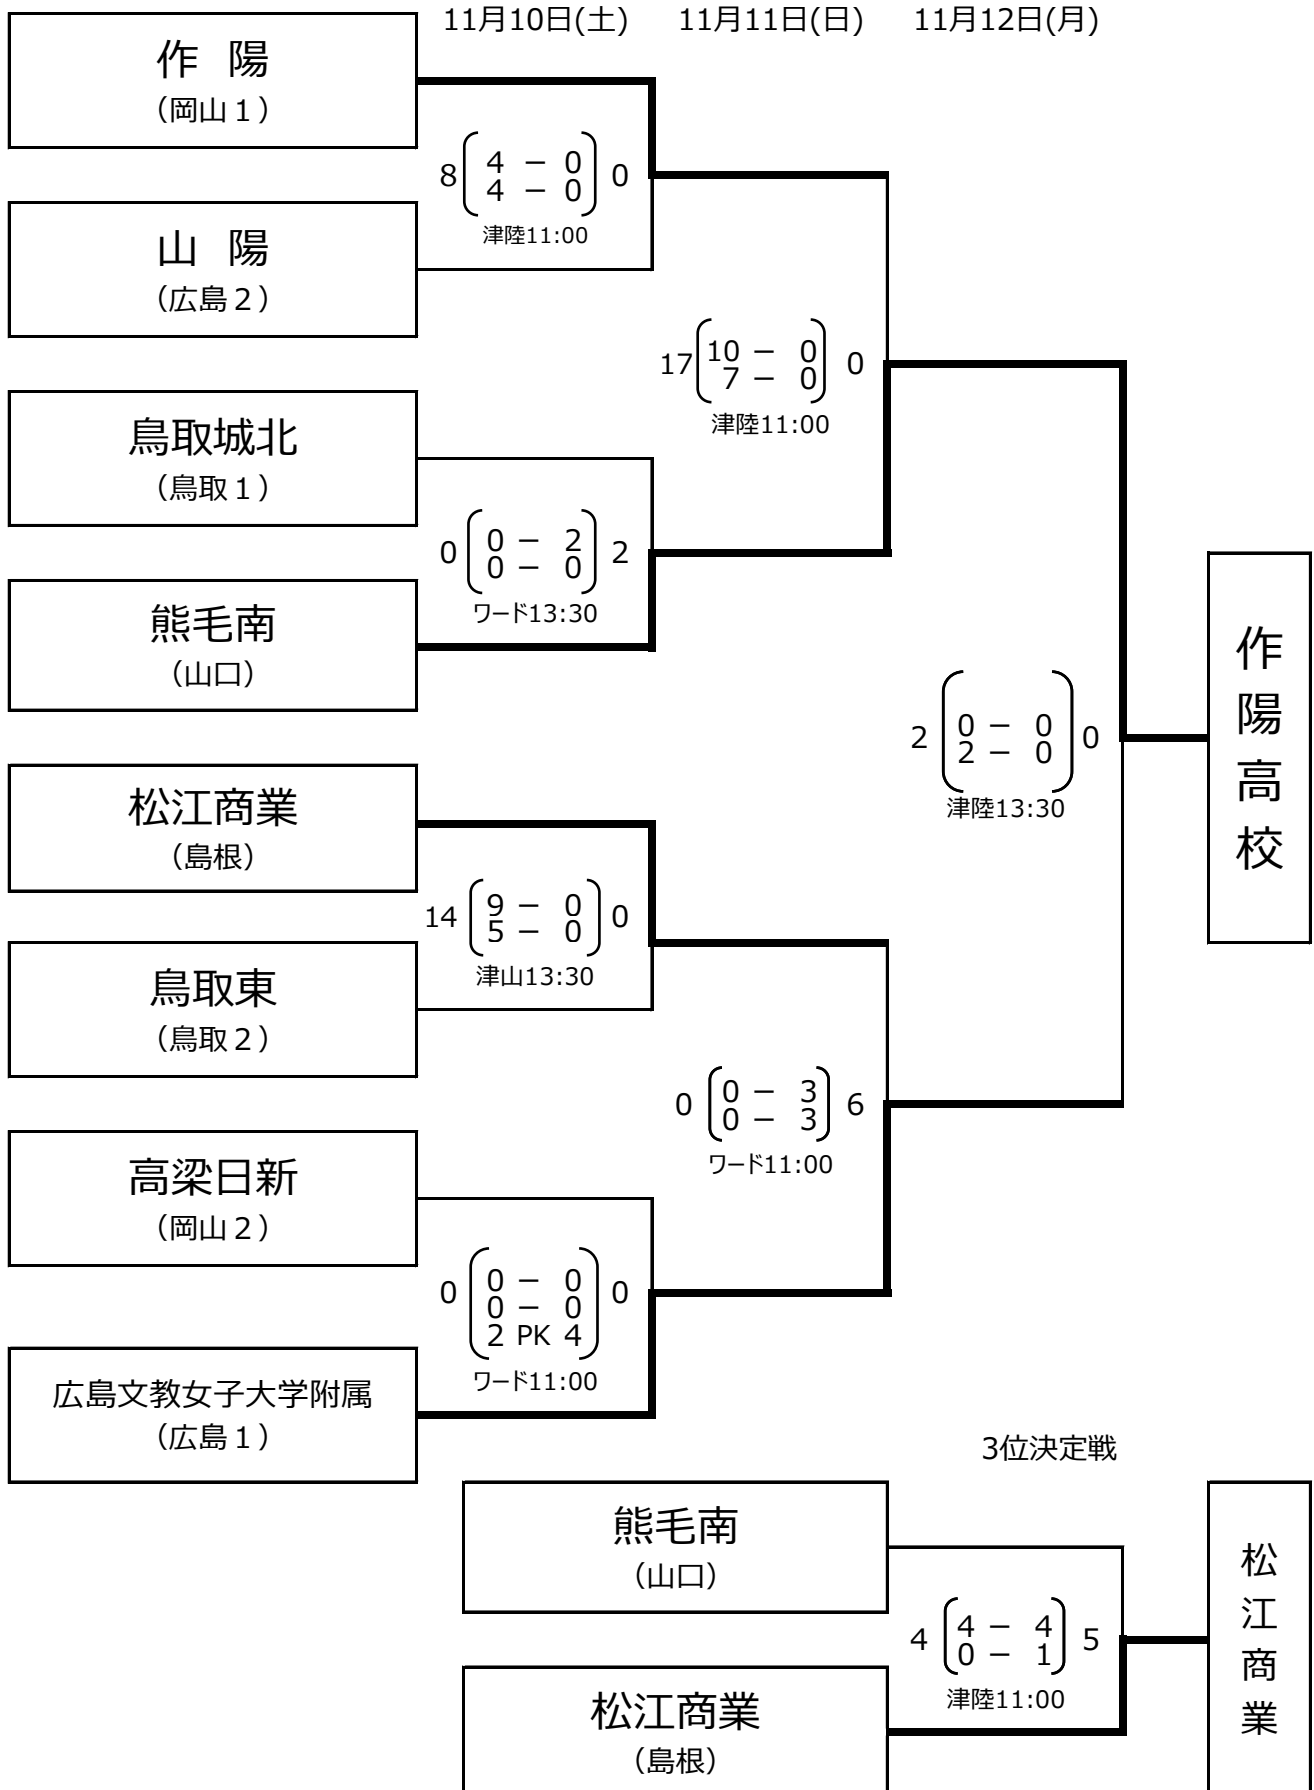 11月10日(土) 11月11日(日) 11月12日(月)
作 陽
（岡山１）
8 4 － 0 0
4 － 0
津陸11:00
山 陽
（広島２）
17 10 － 0 0
7 － 0
津陸11:00
鳥取城北
（鳥取１）
0 0 － 2 2
0 － 0
ワード13:30
熊毛南
（山口）
2 0 － 0 0
2 － 0
津陸13:30
作陽高校
松江商業
（島根）
14 9 － 0 0
5 － 0
津山13:30
鳥取東
（鳥取２）
0 0 － 3 6
0 － 3
ワード11:00
高梁日新
（岡山２）
0 0 － 0 0
0 － 0
2 PK 4
ワード11:00
広島文教女子大学附属
（広島１）
3位決定戦
熊毛南
（山口）
4 4 － 4 5
0 － 1
津陸11:00
松江商業
（島根）
松江商業